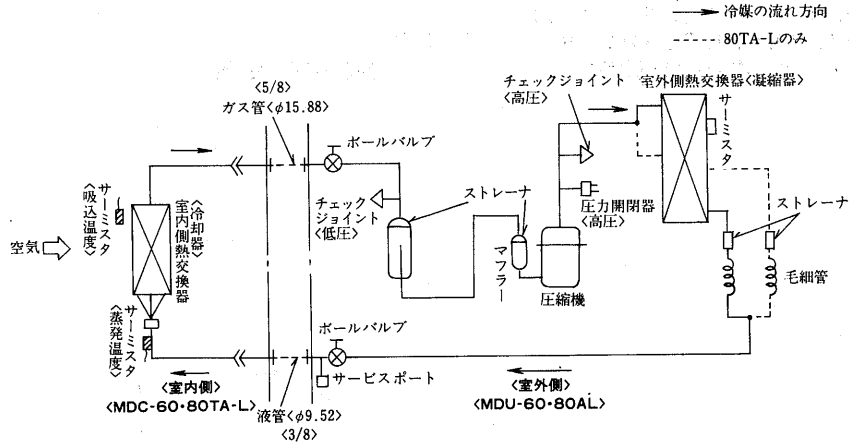 冷媒の流れ方向
80TA-Lのみ
<5/8>
ガス管<φ15.88>
ボールバルブ
チェックジョイント
<高圧>
室外側熱交換器<凝縮器>
サーミスタ
サーミスタ
<吸込温度>
空気
<冷却器>
室内側熱交換器
チェック
ジョイント
<低圧>
ストレーナ
マフラー
圧縮機
圧力開閉器
<高圧>
ストレーナ
毛細管
サーミスタ
<蒸発温度>
ボールバルブ
サービスポート
<室内側>
<MDC-60・80TA-L>
液管<φ9.52>
<3/8>
<室外側>
<MDU-60・80AL>